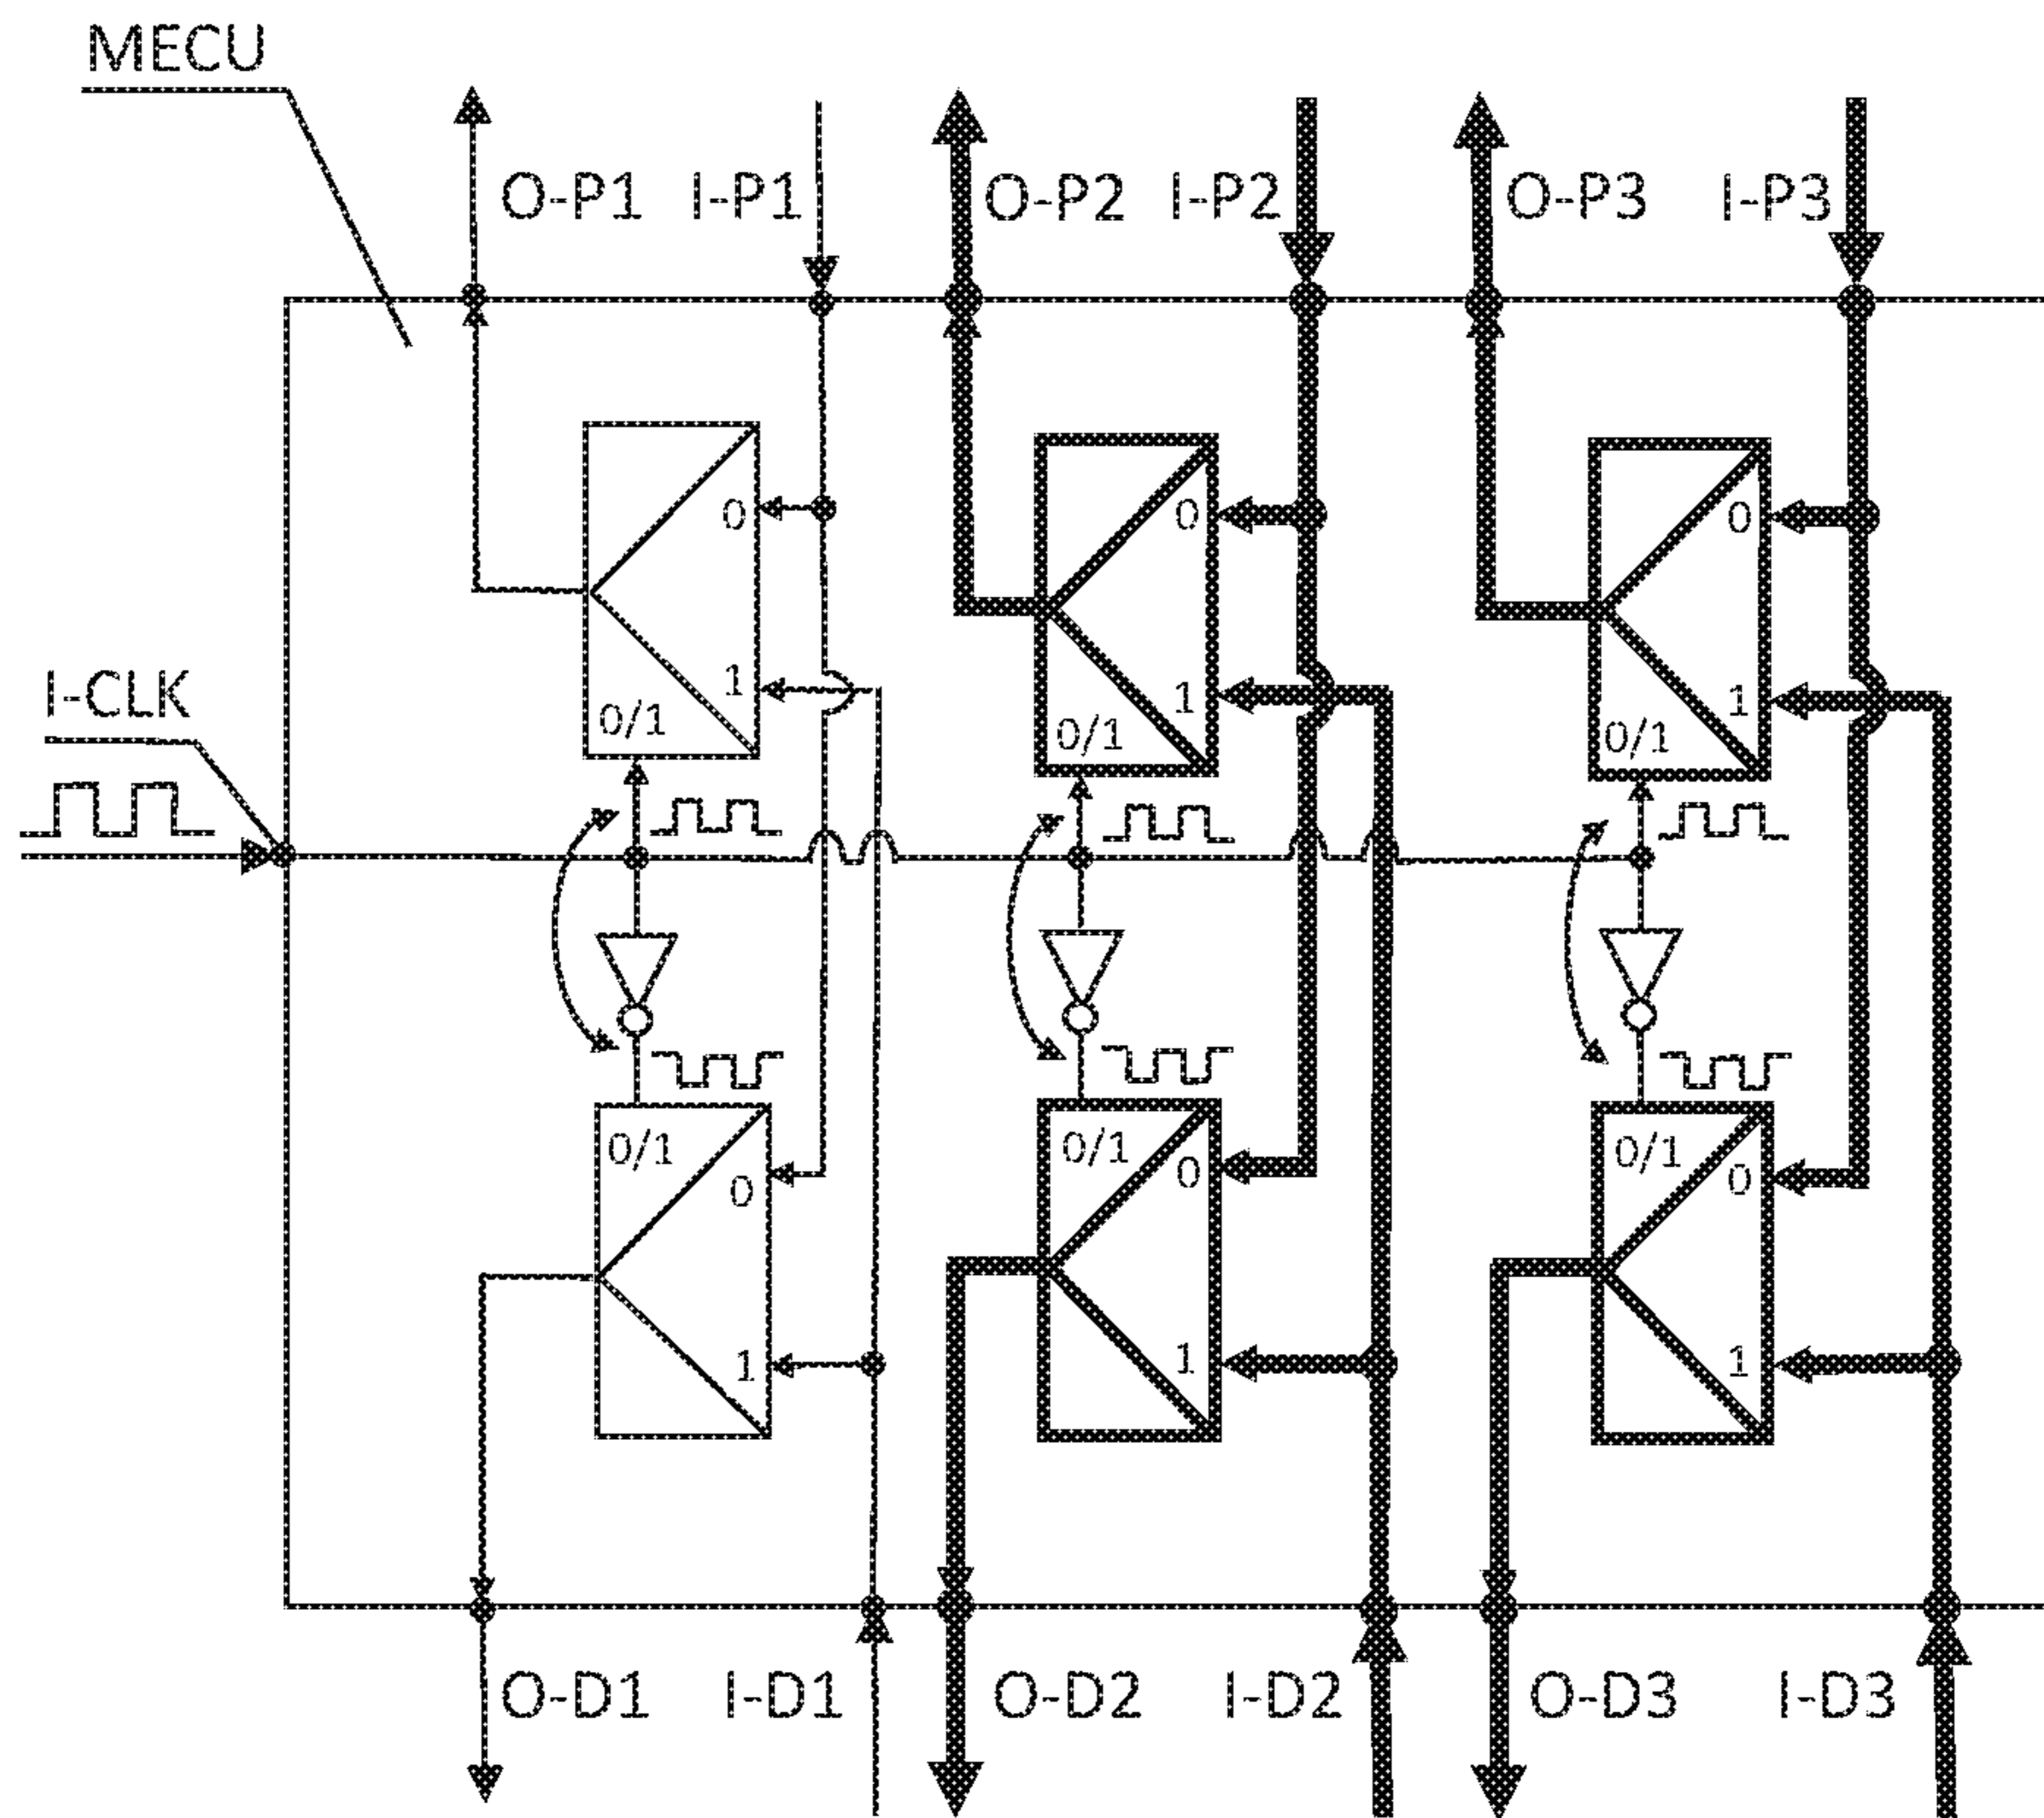 MECU
O-P1 I-P1 O-P2 I-P2 O-P3 I-P3
0 0 0
1 1 1
I-CLK
0/1 0/1 0/1
0/1 0/1 0/1
0 0 0
1 1 1
O-D1 I-D1 O-D2 I-D2 O-D3 I-D3